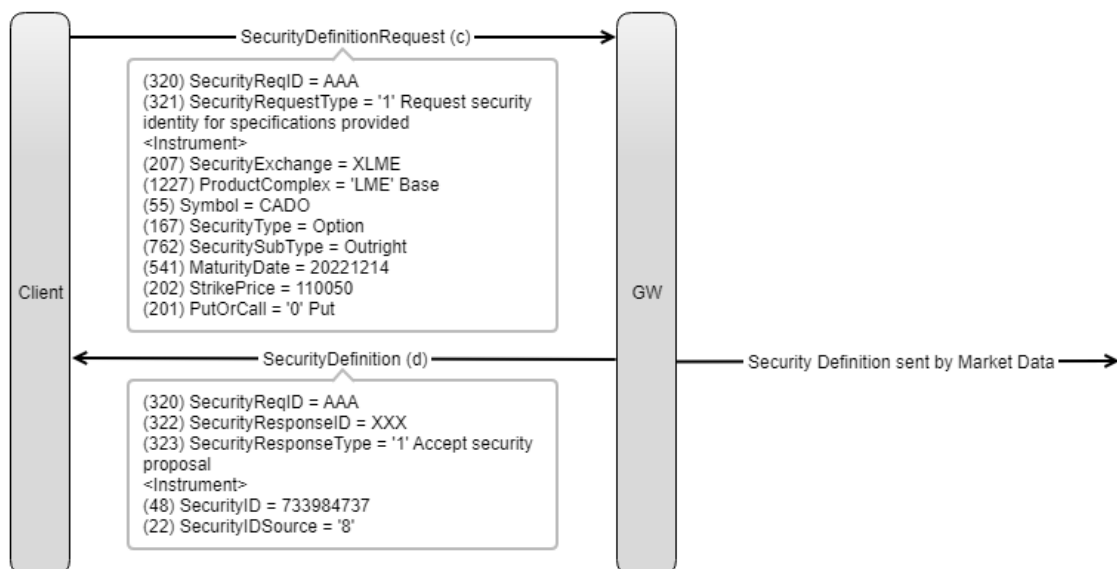 SecurityDefinitionRequest (c)
(320) SecurityReqID = AAA
(321) SecurityRequestType = '1' Request security
identity for specifications provided
<Instrument>
(207) SecurityExchange = XLME
(1227) ProductComplex = 'LME' Base
(55) Symbol = CADO
(167) SecurityType = Option
(762) SecuritySubType = Outright
(541) MaturityDate = 20221214
(202) StrikePrice = 110050
(201) PutOrCall = '0' Put
Client
GW
SecurityDefinition (d)
Security Definition sent by Market Data
(320) SecurityReqID = AAA
(322) SecurityResponseID = XXX
(323) SecurityResponseType = '1' Accept security
proposal
<Instrument>
(48) SecurityID = 733984737
(22) SecurityIDSource = '8'